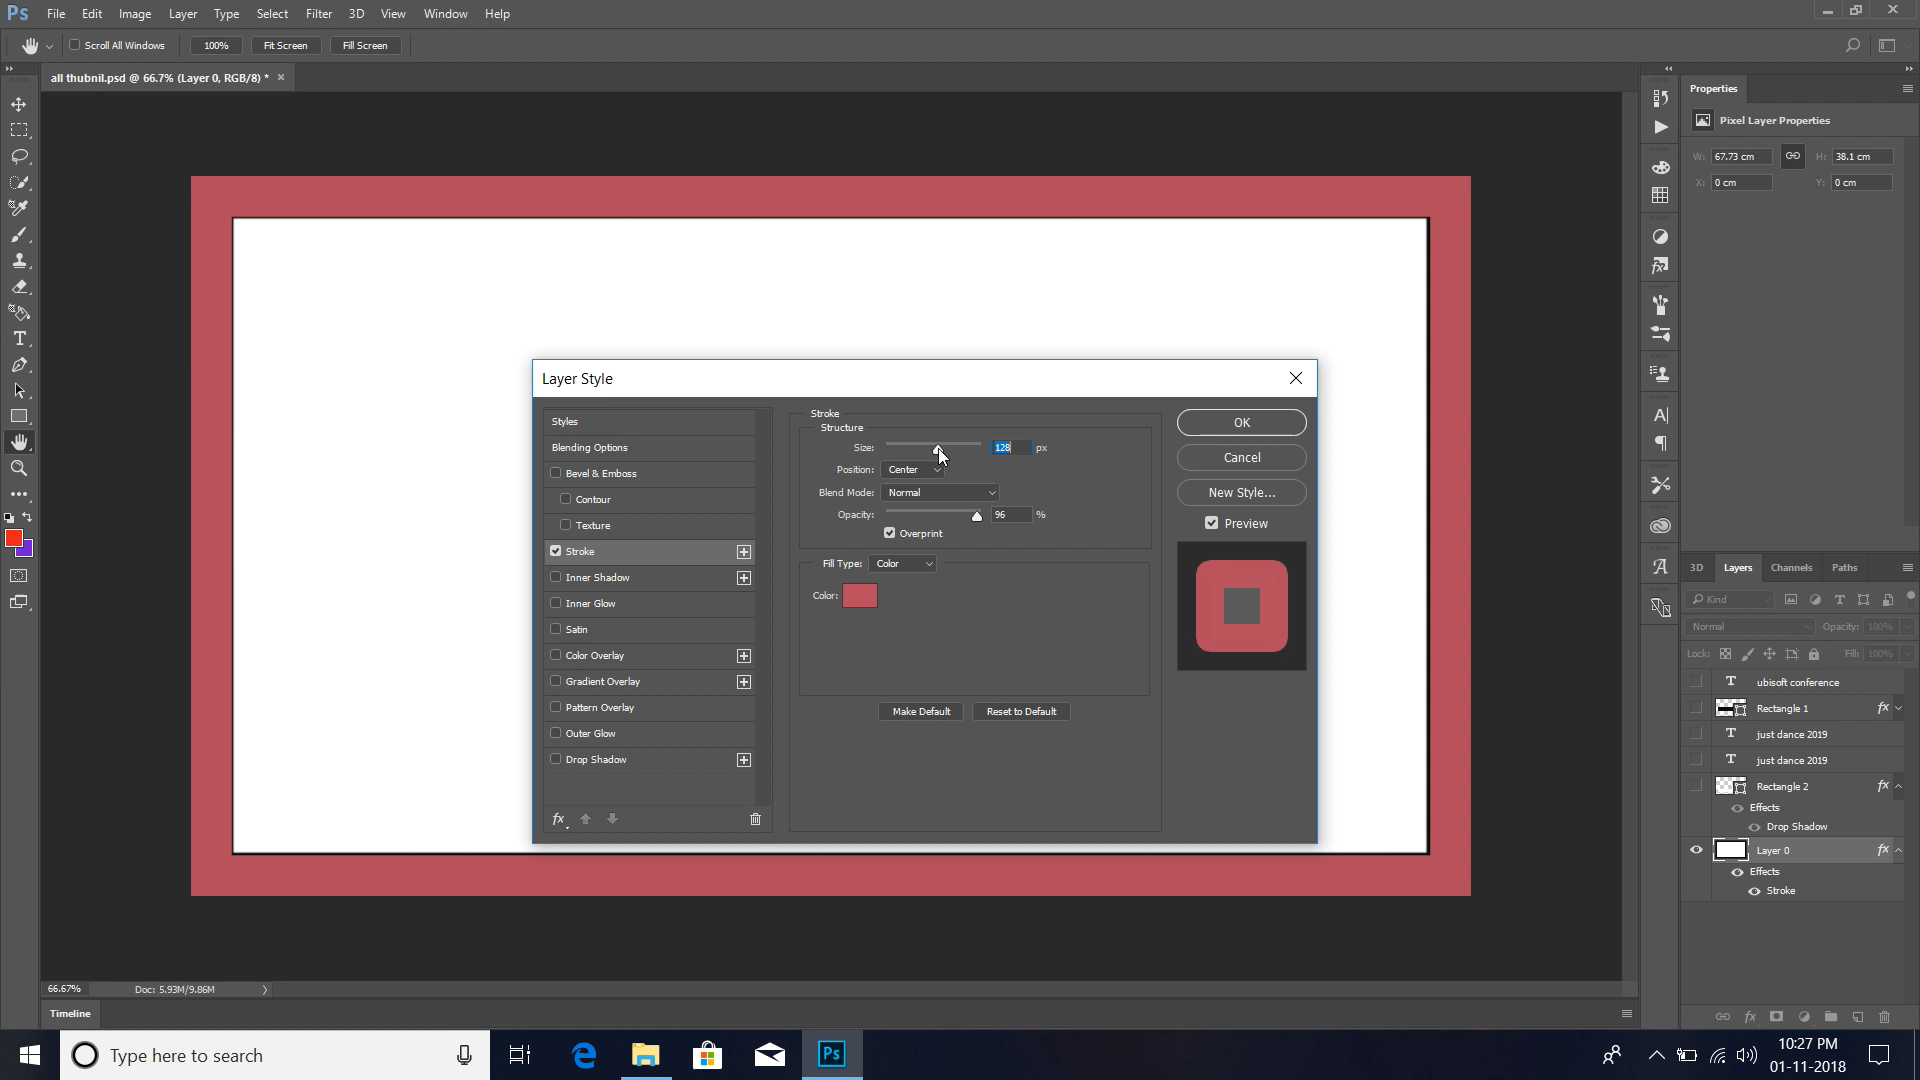 Ps File Edit Image Layer Type Select Filter 3D View Window Help
Scroll All Windows 100% Fit Screen Fill Screen
all thubnil.psd @ 66.7% (Layer 0, RGB/8) * ×
Properties
Pixel Layer Properties
W: 67.73 cm H: 38.1 cm
X: 0 cm Y: 0 cm
Layer Style
Styles
Blending Options
Bevel & Emboss
Contour
Texture
Stroke
Inner Shadow
Inner Glow
Satin
Color Overlay
Gradient Overlay
Pattern Overlay
Outer Glow
Drop Shadow
fx
Stroke
Structure
Size: 128 px
Position: Center
Blend Mode: Normal
Opacity: 96 %
Overprint
Fill Type: Color
Color:
Make Default Reset to Default
OK
Cancel
New Style...
Preview
3D Layers Channels Paths
Kind
Normal Opacity: 100%
Lock: Fill: 100%
T ubisoft conference
Rectangle 1 fx
T just dance 2019
T just dance 2019
Rectangle 2 fx
Effects
Drop Shadow
Layer 0 fx
Effects
Stroke
fx
66.67% Doc: 5.93M/9.86M
Timeline
Type here to search
Ps
10:27 PM
01-11-2018